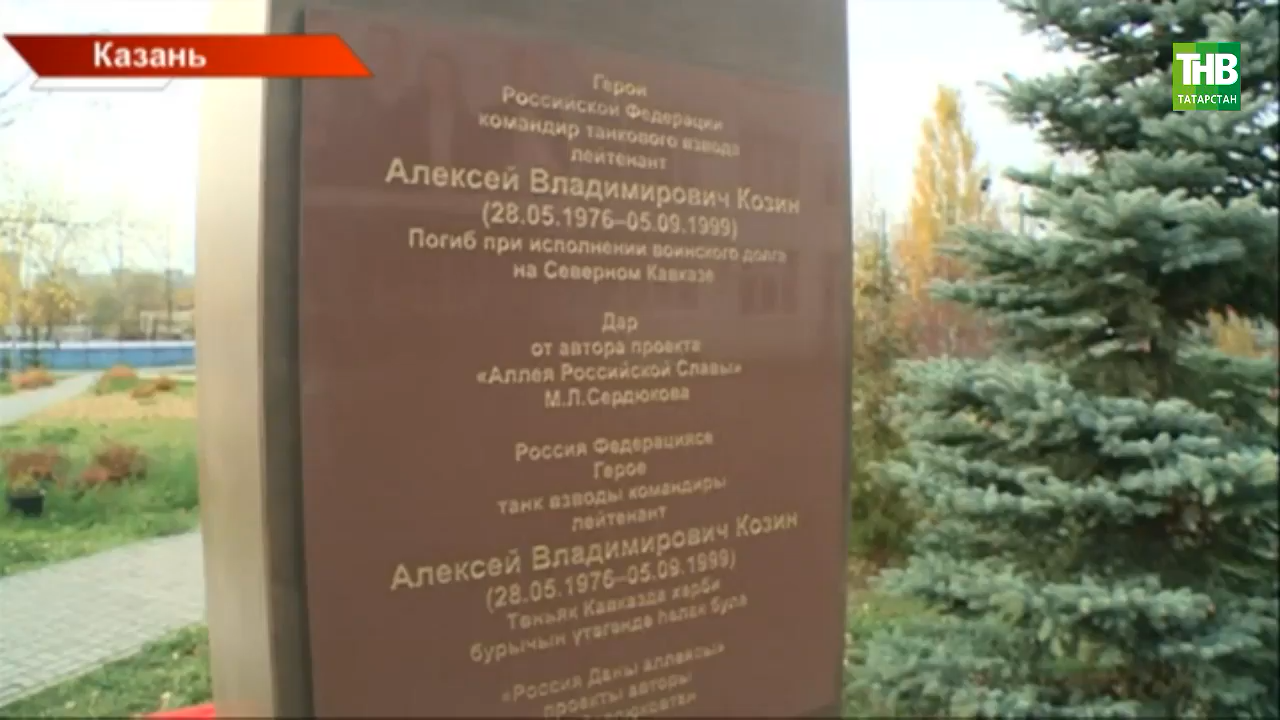 Казань
ТНВ
ТАТАРСТАН
Герой
Российской Федерации
командир танкового взвода
лейтенант
Алексей Владимирович Козин
(28.05.1976–05.09.1999)
Погиб при исполнении воинского долга
на Северном Кавказе
Дар
от автора проекта
«Аллея Российской Славы»
М.Л.Сердюкова
Россия Федерациясе
Герое
танк взводы командиры
лейтенант
Алексей Владимирович Козин
(28.05.1976–05.09.1999)
Төньяк Кавказда хәрби
бурычын үтәгәндә һәлак була
«Россия Даны аллеясы»
проекты авторы